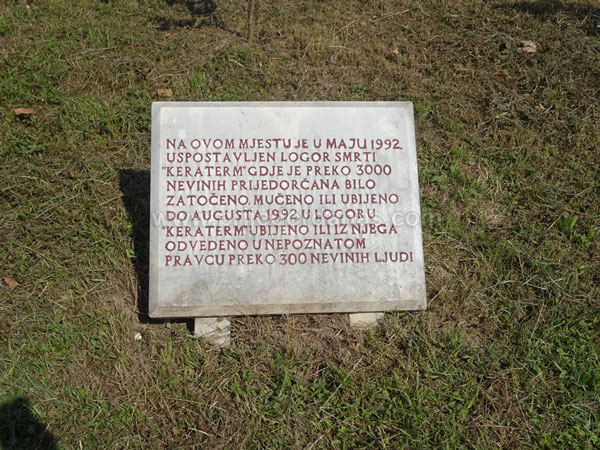 NA OVOM MJESTU JE U MAJU 1992.
USPOSTAVLJEN LOGOR SMRTI
"KERATERM" GDJE JE PREKO 3000
NEVINIH PRIJEDORČANA BILO
ZATOČENO, MUČENO ILI UBIJENO
DO AUGUSTA 1992 U LOGORU
KERATERM UBIJENO ILI IZ NJEGA
ODVEDENO U NEPOZNATOM
PRAVCU PREKO 300 NEVINIH LJUDI